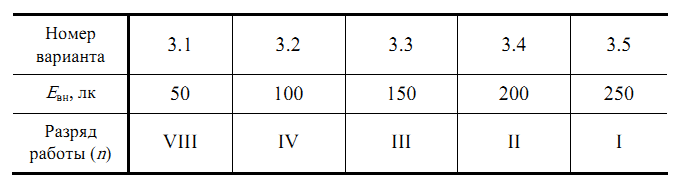 Номер варианта 3.1 3.2 3.3 3.4 3.5
Eвн, лк 50 100 150 200 250
Разряд работы (n) VIII IV III II I